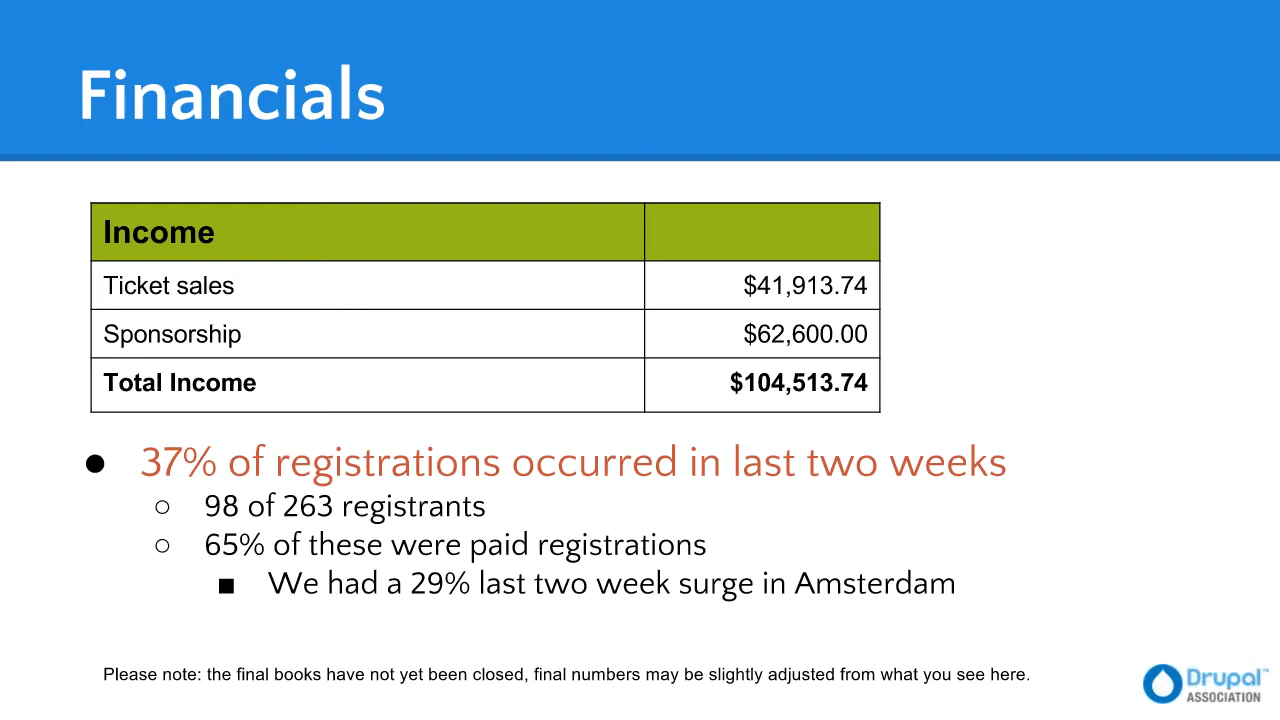 Financials
Income
Ticket sales $41,913.74
Sponsorship $62,600.00
Total Income $104,513.74
● 37% of registrations occurred in last two weeks
○ 98 of 263 registrants
○ 65% of these were paid registrations
■ We had a 29% last two week surge in Amsterdam
Please note: the final books have not yet been closed, final numbers may be slightly adjusted from what you see here.
Drupal™
ASSOCIATION